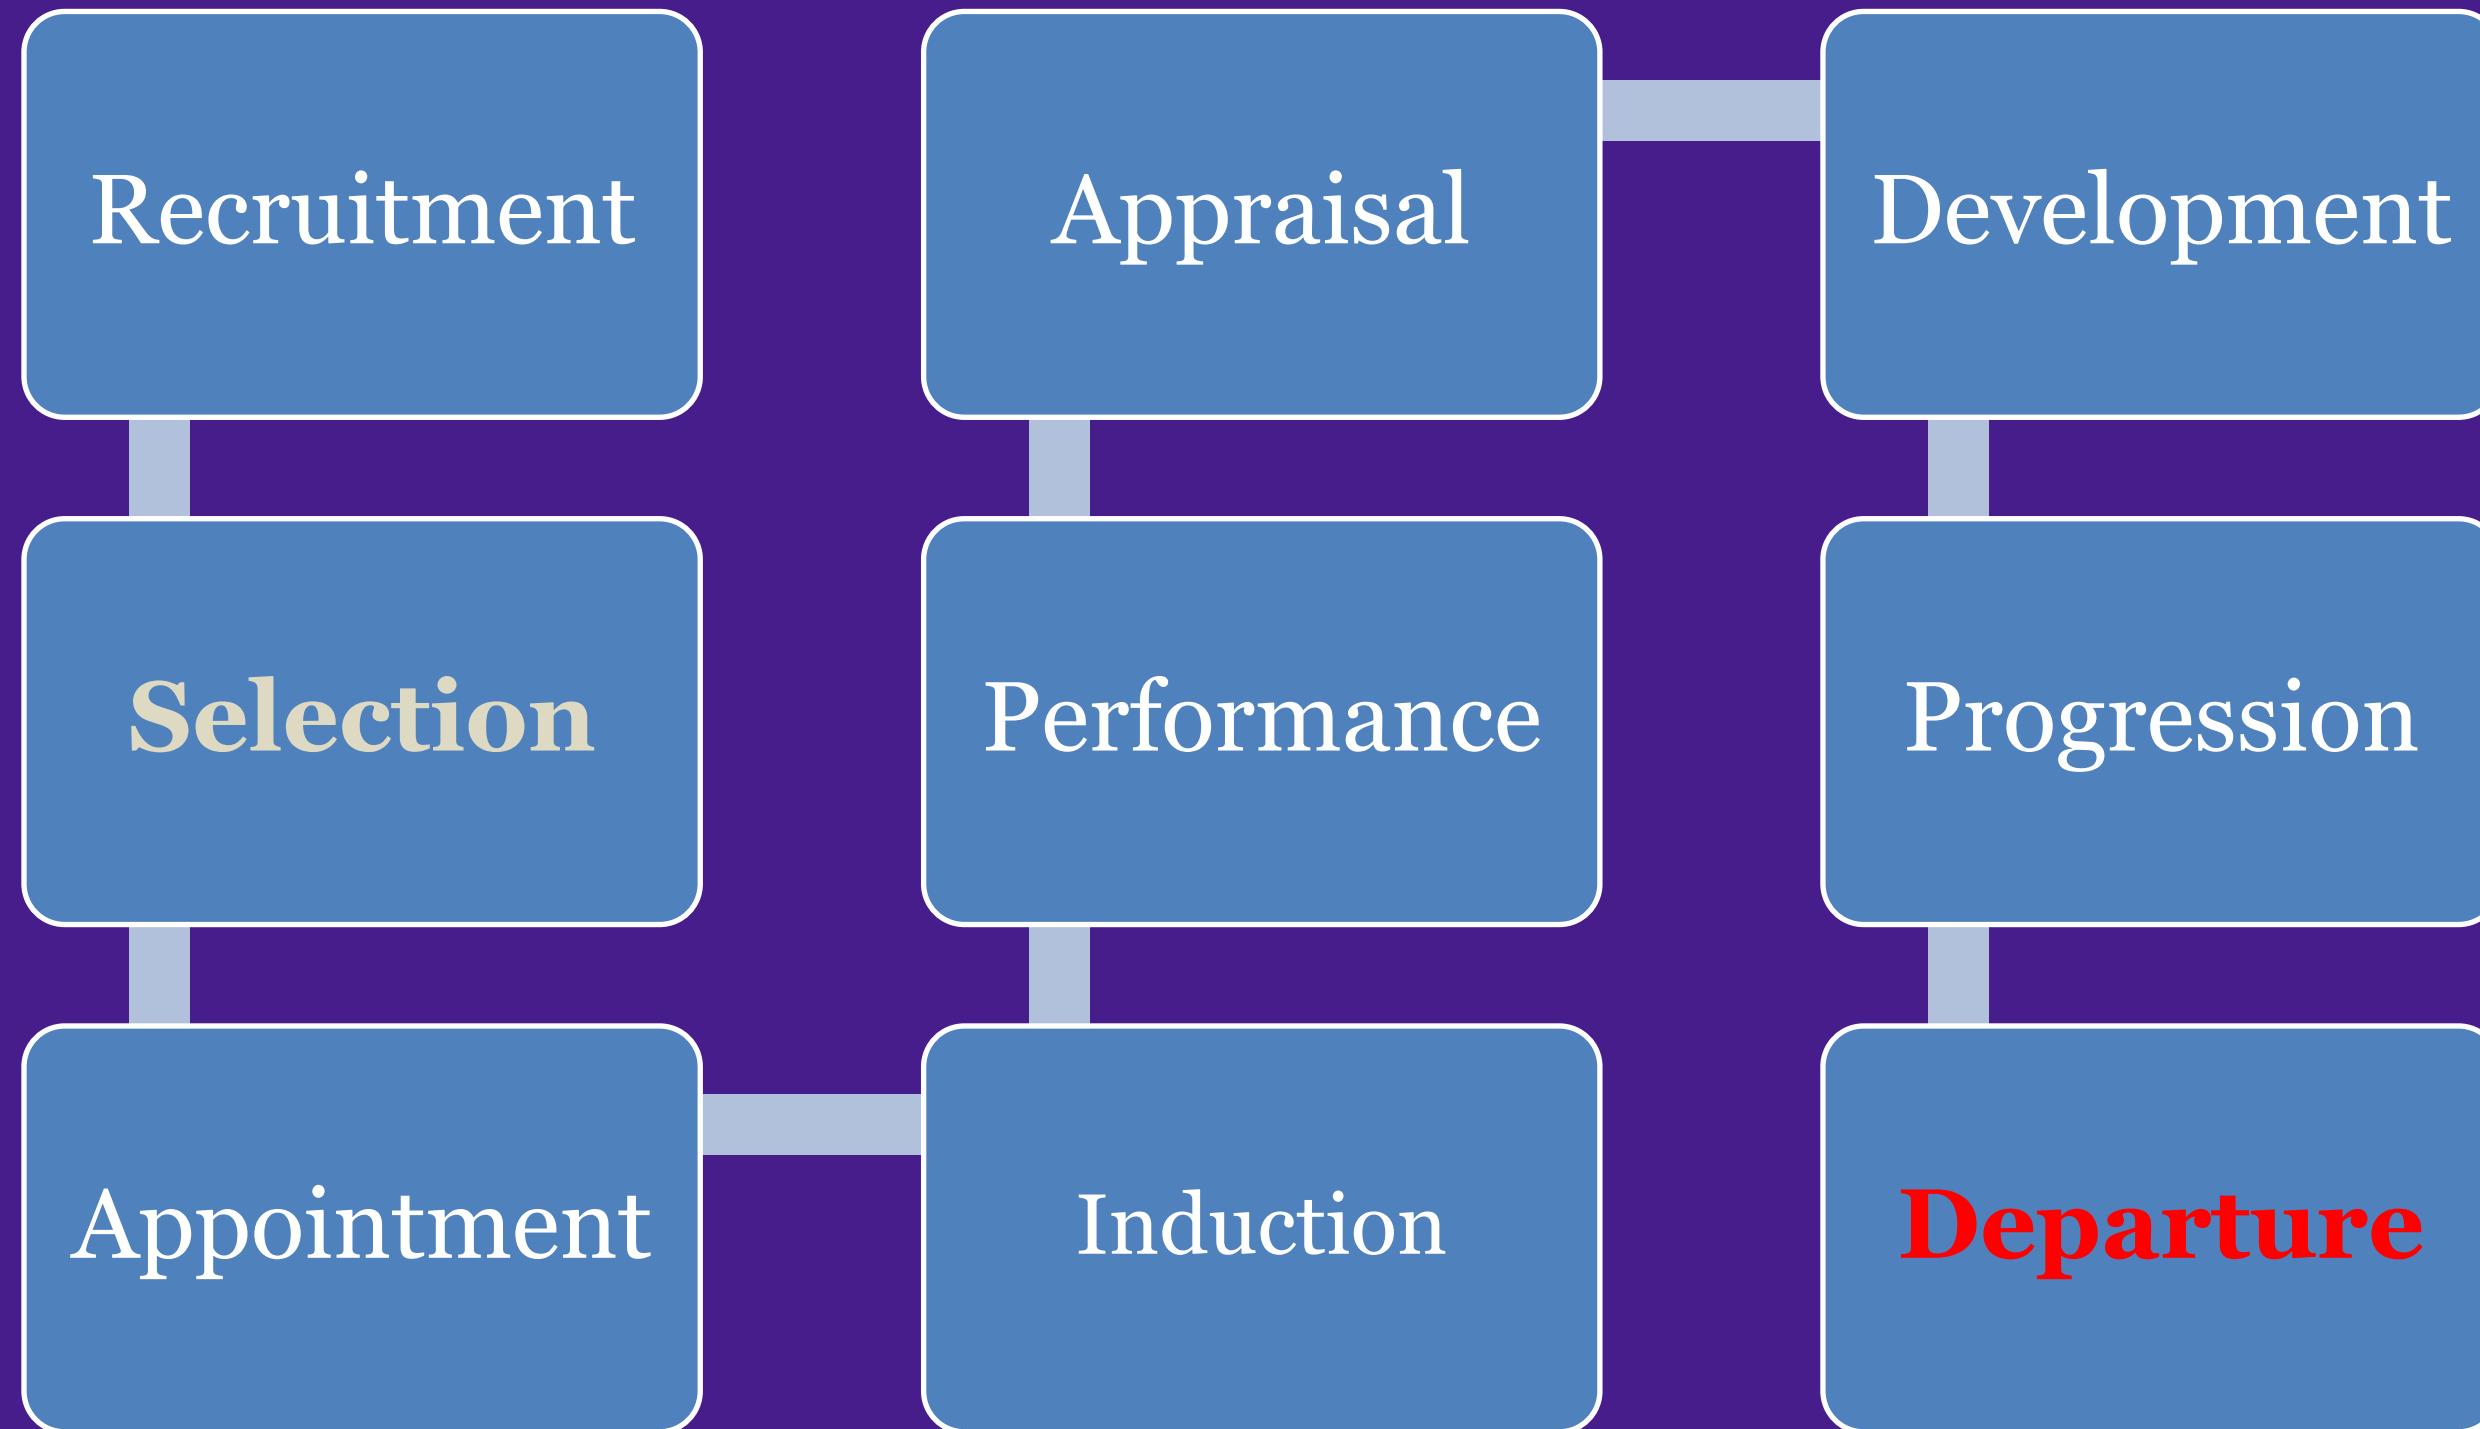 Recruitment
Selection
Appointment
Induction
Performance
Appraisal
Development
Progression
Departure